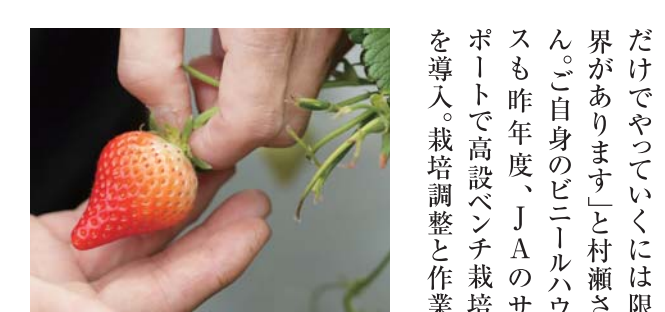 だけでやっていくには限
界があります」と村瀬さ
ん。ご自身のビニールハウ
スも昨年度、JAのサ
ポートで高設ベンチ栽培
を導入。栽培調整と作業